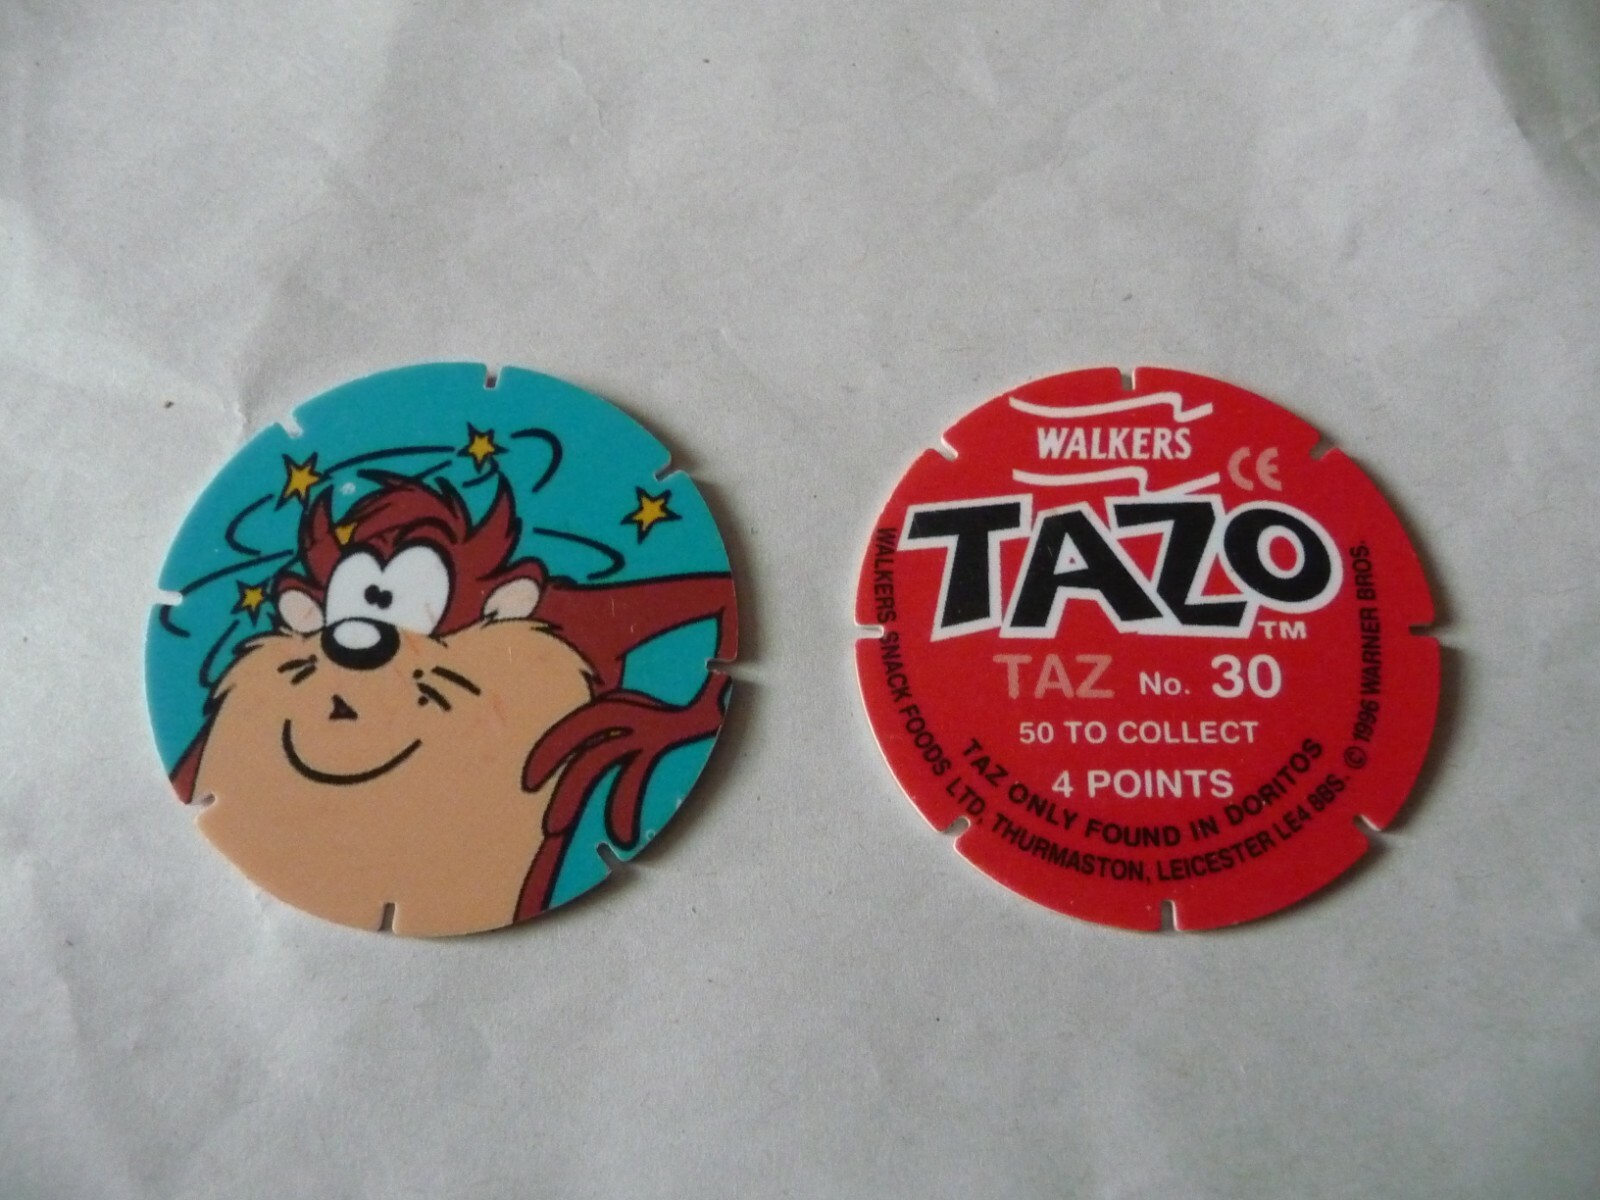 WALKERS
CE
TAZO
TM
TAZ No. 30
50 TO COLLECT
4 POINTS
TAZ ONLY FOUND IN DORITOS
WALKERS SNACK FOODS LTD, THURMASTON, LEICESTER LE4 8BS. © 1996 WARNER BROS.